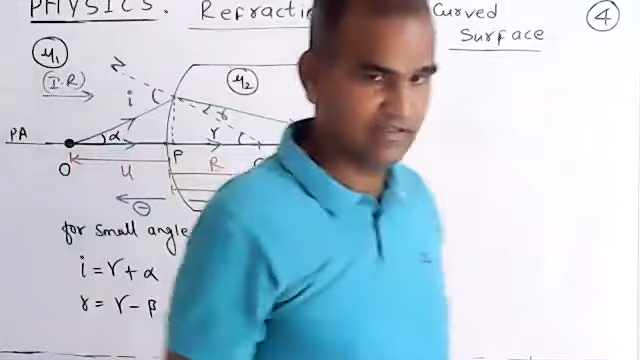 PHYSICS. Refracti Curved
Surface
4
μ1
(I.R)
N
i
μ2
r
PA
α
γ
O
P
u
R
C
⊖
for small angle
i = γ + α
r = γ - β